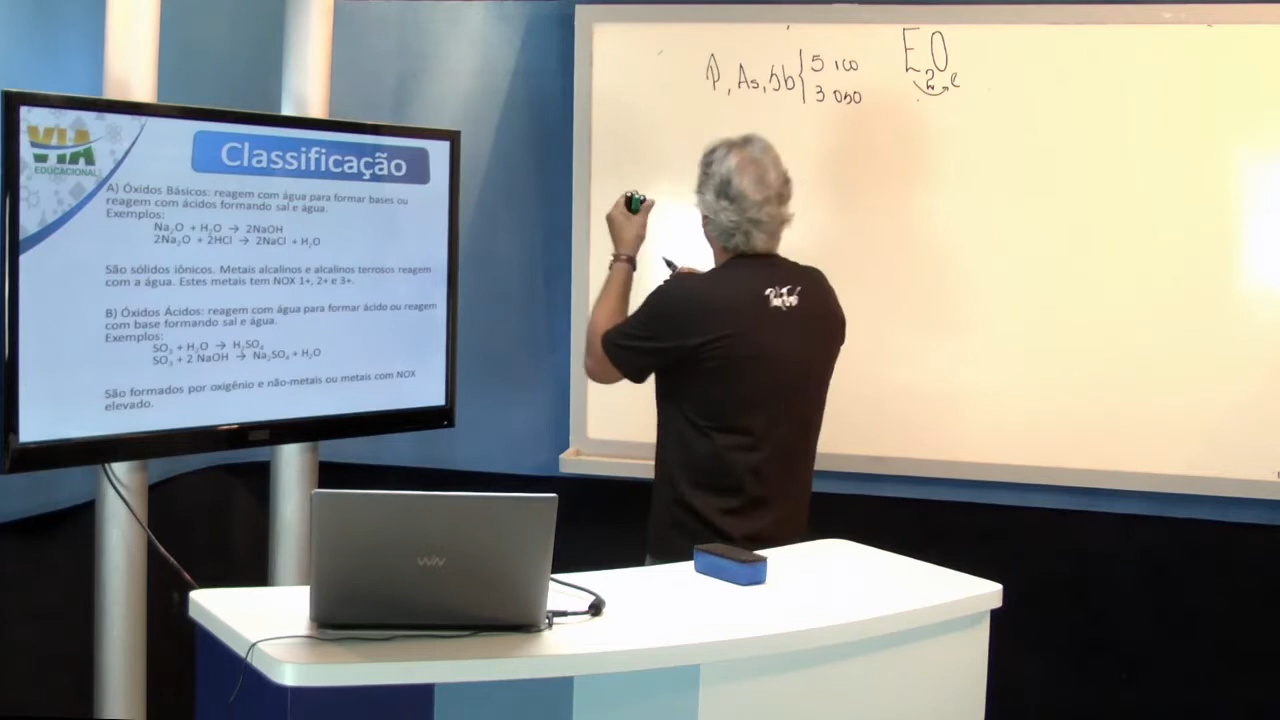 VIA
EDUCACIONAL
Classificação
A) Óxidos Básicos: reagem com água para formar bases ou
reagem com ácidos formando sal e água.
Exemplos:
Na₂O + H₂O → 2NaOH
2Na₂O + 2HCl → 2NaCl + H₂O
São sólidos iônicos. Metais alcalinos e alcalinos terrosos reagem
com a água. Estes metais tem NOX 1+, 2+ e 3+.
B) Óxidos Ácidos: reagem com água para formar ácido ou reagem
com base formando sal e água.
Exemplos:
SO₃ + H₂O → H₂SO₄
SO₃ + 2 NaOH → Na₂SO₄ + H₂O
São formados por oxigênio e não-metais ou metais com NOX
elevado.
P, As, Sb { 5 ico
3 oso
E₂O